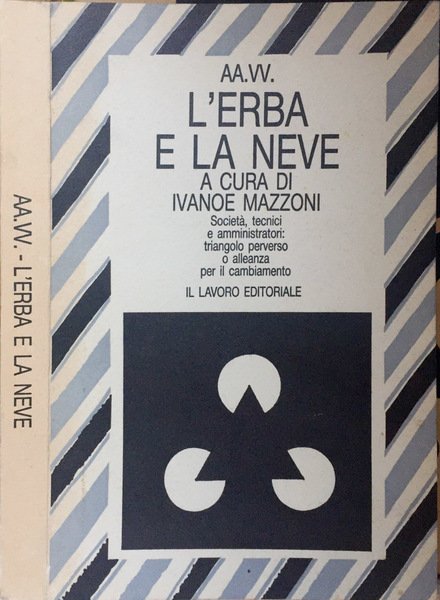 AA.VV. - L'ERBA E LA NEVE
AA.VV.
L'ERBA
E LA NEVE
A CURA DI
IVANOE MAZZONI
Società, tecnici
e amministratori:
triangolo perverso
o alleanza
per il cambiamento
IL LAVORO EDITORIALE